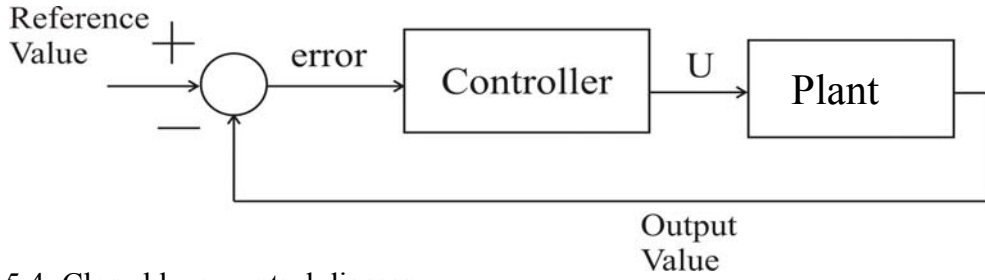 Reference
Value
+
error
Controller
U
Plant
−
Output
Value